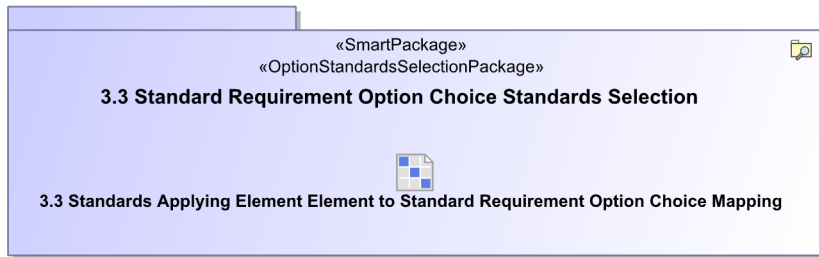 «SmartPackage»
«OptionStandardsSelectionPackage»
3.3 Standard Requirement Option Choice Standards Selection
3.3 Standards Applying Element Element to Standard Requirement Option Choice Mapping